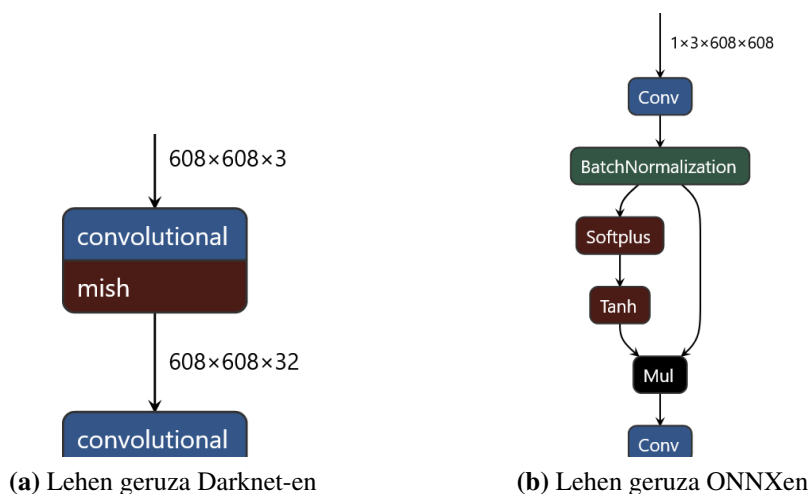 608×608×3
convolutional
mish
608×608×32
convolutional
(a) Lehen geruza Darknet-en
1×3×608×608
Conv
BatchNormalization
Softplus
Tanh
Mul
Conv
(b) Lehen geruza ONNXen